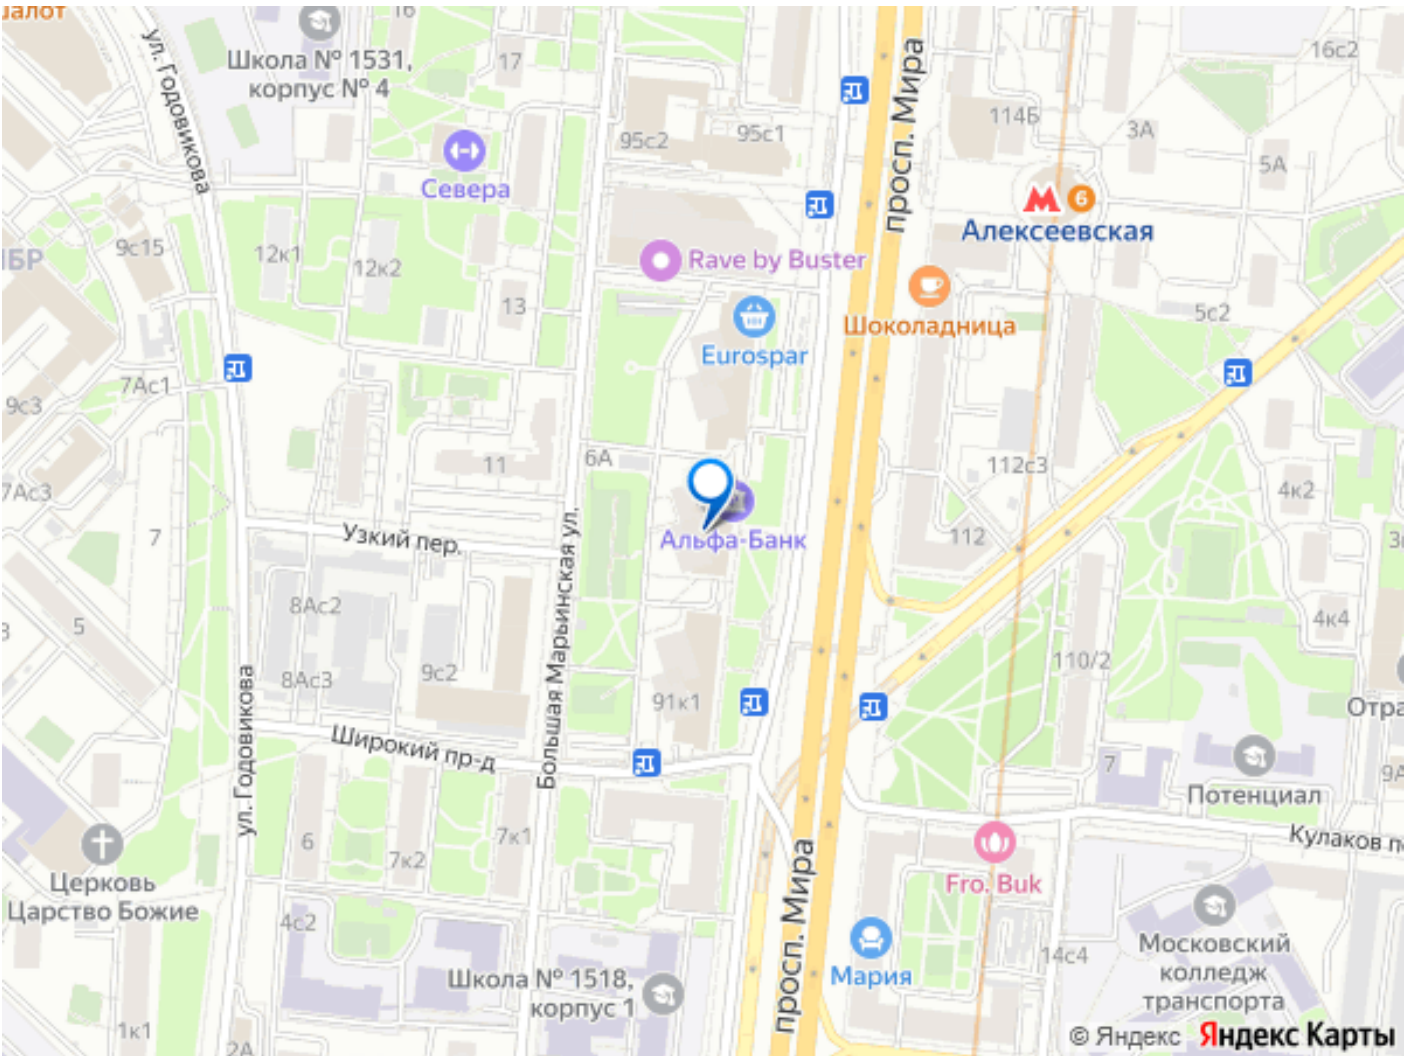 16
Школа № 1531,
корпус № 4
17
ул. Годовикова
просп. Мира
16с2
114Б
3А
5А
95с2
95с1
Севера
М 6
Алексеевская
9с15
12к1
12к2
13
Rave by Buster
Eurospar
Шоколадница
5с2
7Ас1
9с3
11
6А
112с3
4к2
7Ас3
7
Узкий пер.
Альфа-Банк
112
Большая Марьинская ул.
8Ас2
5
4к4
8Ас3
9с2
91к1
110/2
ул. Годовикова
Широкий пр-д
7
Потенциал
6
7к2
7к1
просп. Мира
Кулаков п
Церковь
Царство Божие
Fro. Buk
4с2
Мария
14с4
Московский
колледж
транспорта
Школа № 1518,
корпус 1
1к1
2А
© Яндекс Яндекс Карты